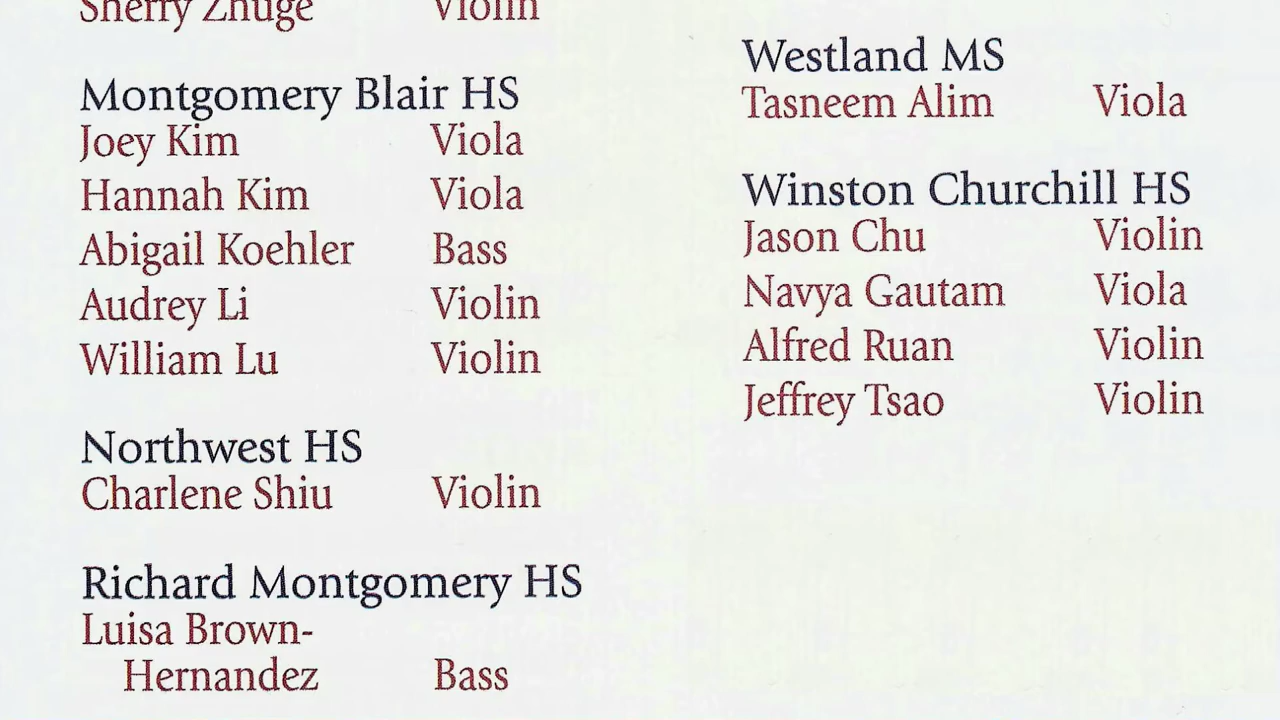 Sherry Zhuge Violin
Montgomery Blair HS
Joey Kim Viola
Hannah Kim Viola
Abigail Koehler Bass
Audrey Li Violin
William Lu Violin
Northwest HS
Charlene Shiu Violin
Richard Montgomery HS
Luisa Brown-
Hernandez Bass
Westland MS
Tasneem Alim Viola
Winston Churchill HS
Jason Chu Violin
Navya Gautam Viola
Alfred Ruan Violin
Jeffrey Tsao Violin